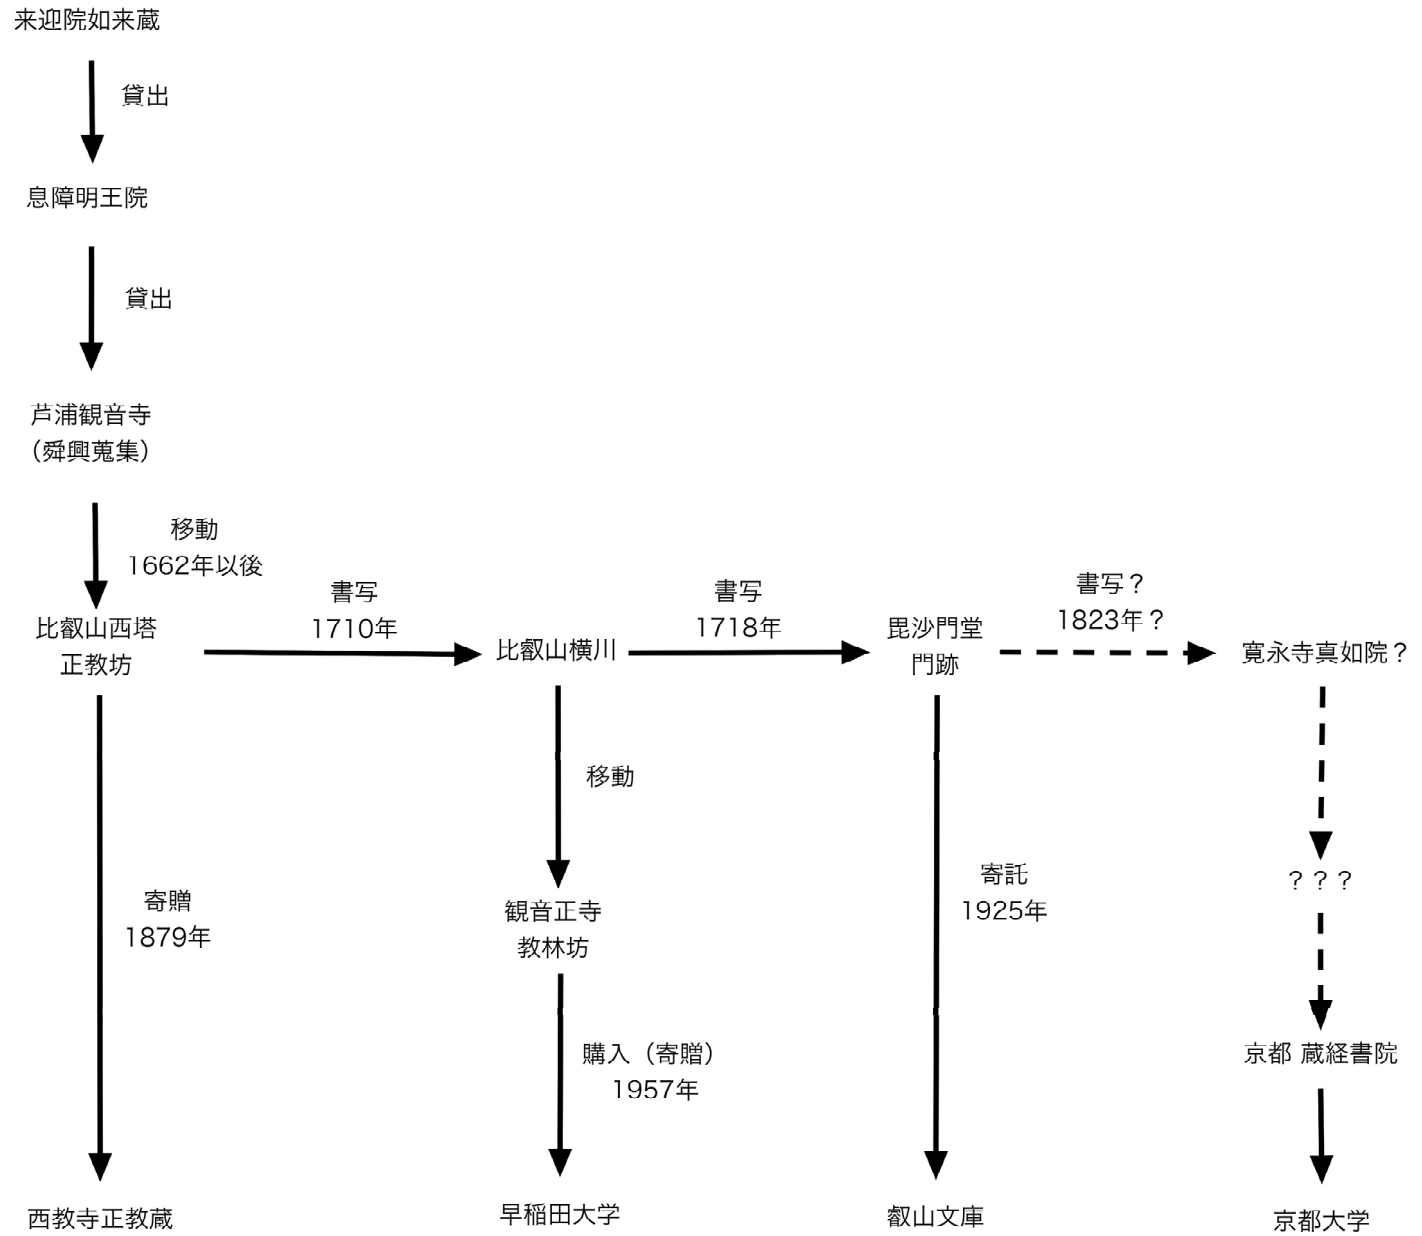 来迎院如来蔵
貸出
息障明王院
貸出
芦浦観音寺
（舜興蒐集）
移動
1662年以後
比叡山西塔
正教坊
書写
1710年
比叡山横川
書写
1718年
毘沙門堂
門跡
書写？
1823年？
寛永寺真如院？
移動
？？？
寄贈
1879年
観音正寺
教林坊
寄託
1925年
購入（寄贈）
1957年
京都 蔵経書院
西教寺正教蔵
早稲田大学
叡山文庫
京都大学